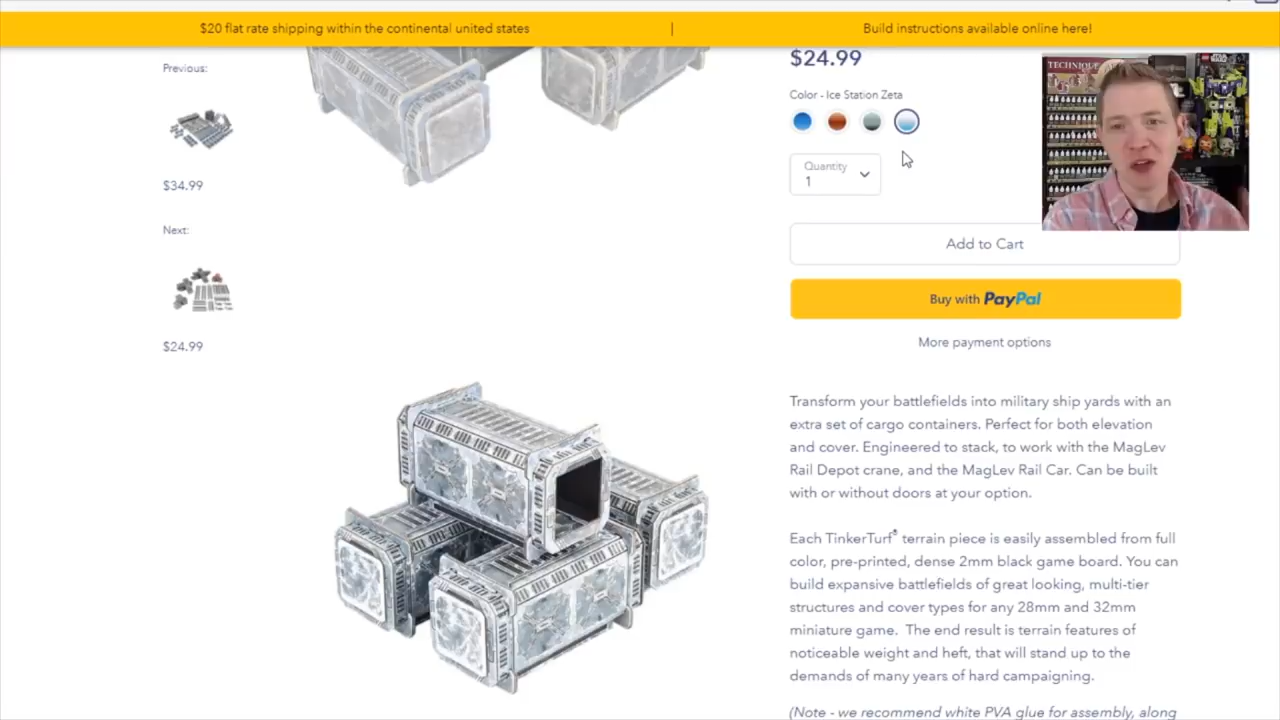 $20 flat rate shipping within the continental united states | Build instructions available online here!
Previous:
$34.99
Next:
$24.99
$24.99
Color - Ice Station Zeta
Quantity
1
Add to Cart
Buy with PayPal
More payment options
Transform your battlefields into military ship yards with an
extra set of cargo containers. Perfect for both elevation
and cover. Engineered to stack, to work with the MagLev
Rail Depot crane, and the MagLev Rail Car. Can be built
with or without doors at your option.
Each TinkerTurf® terrain piece is easily assembled from full
color, pre-printed, dense 2mm black game board. You can
build expansive battlefields of great looking, multi-tier
structures and cover types for any 28mm and 32mm
miniature game. The end result is terrain features of
noticeable weight and heft, that will stand up to the
demands of many years of hard campaigning.
(Note - we recommend white PVA glue for assembly, along